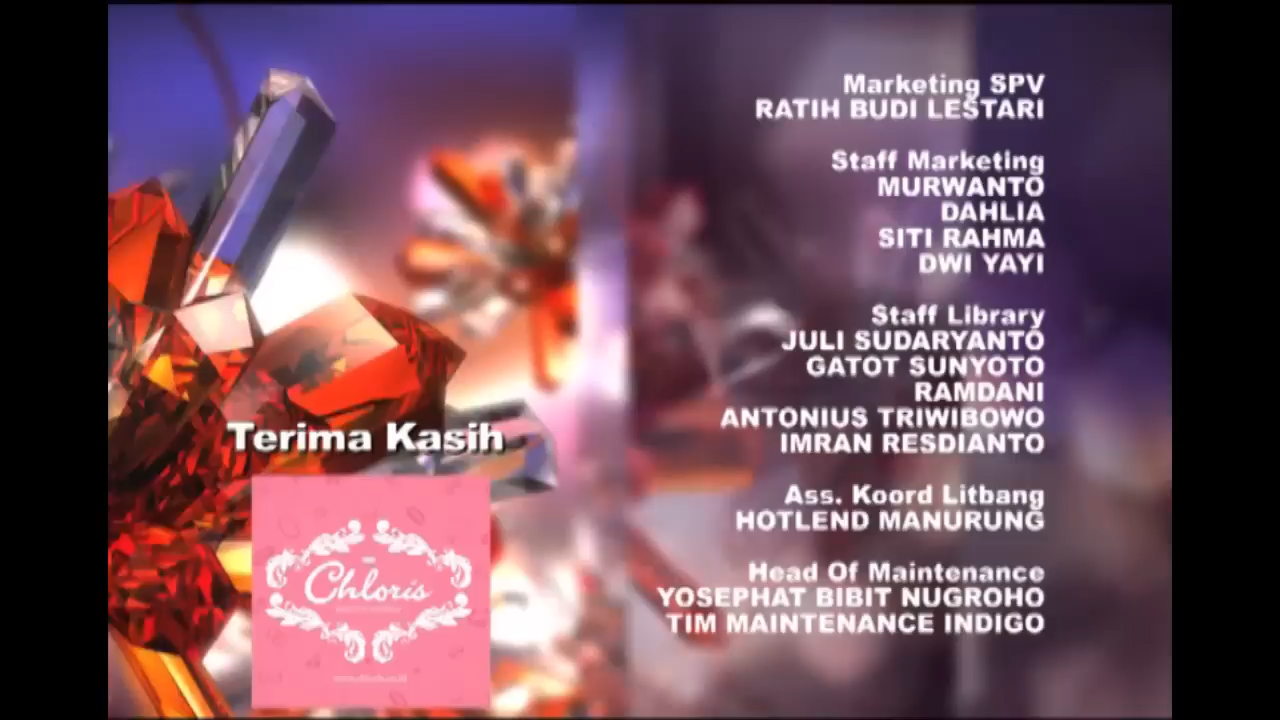 Marketing SPV
RATIH BUDI LESTARI
Staff Marketing
MURWANTO
DAHLIA
SITI RAHMA
DWI YAYI
Staff Library
JULI SUDARYANTO
GATOT SUNYOTO
RAMDANI
ANTONIUS TRIWIBOWO
IMRAN RESDIANTO
Ass. Koord Litbang
HOTLEND MANURUNG
Head Of Maintenance
YOSEPHAT BIBIT NUGROHO
TIM MAINTENANCE INDIGO
Terima Kasih
Chloris